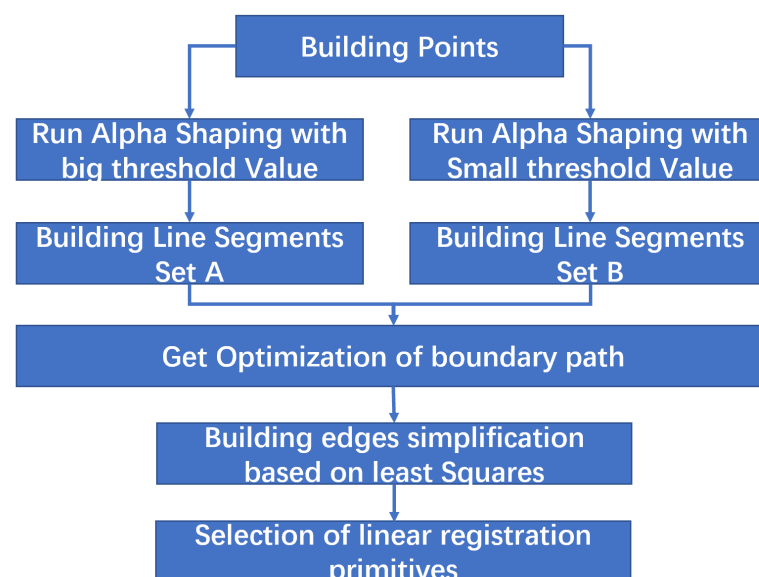 Building Points
Run Alpha Shaping with
big threshold Value
Run Alpha Shaping with
Small threshold Value
Building Line Segments
Set A
Building Line Segments
Set B
Get Optimization of boundary path
Building edges simplification
based on least Squares
Selection of linear registration
primitives